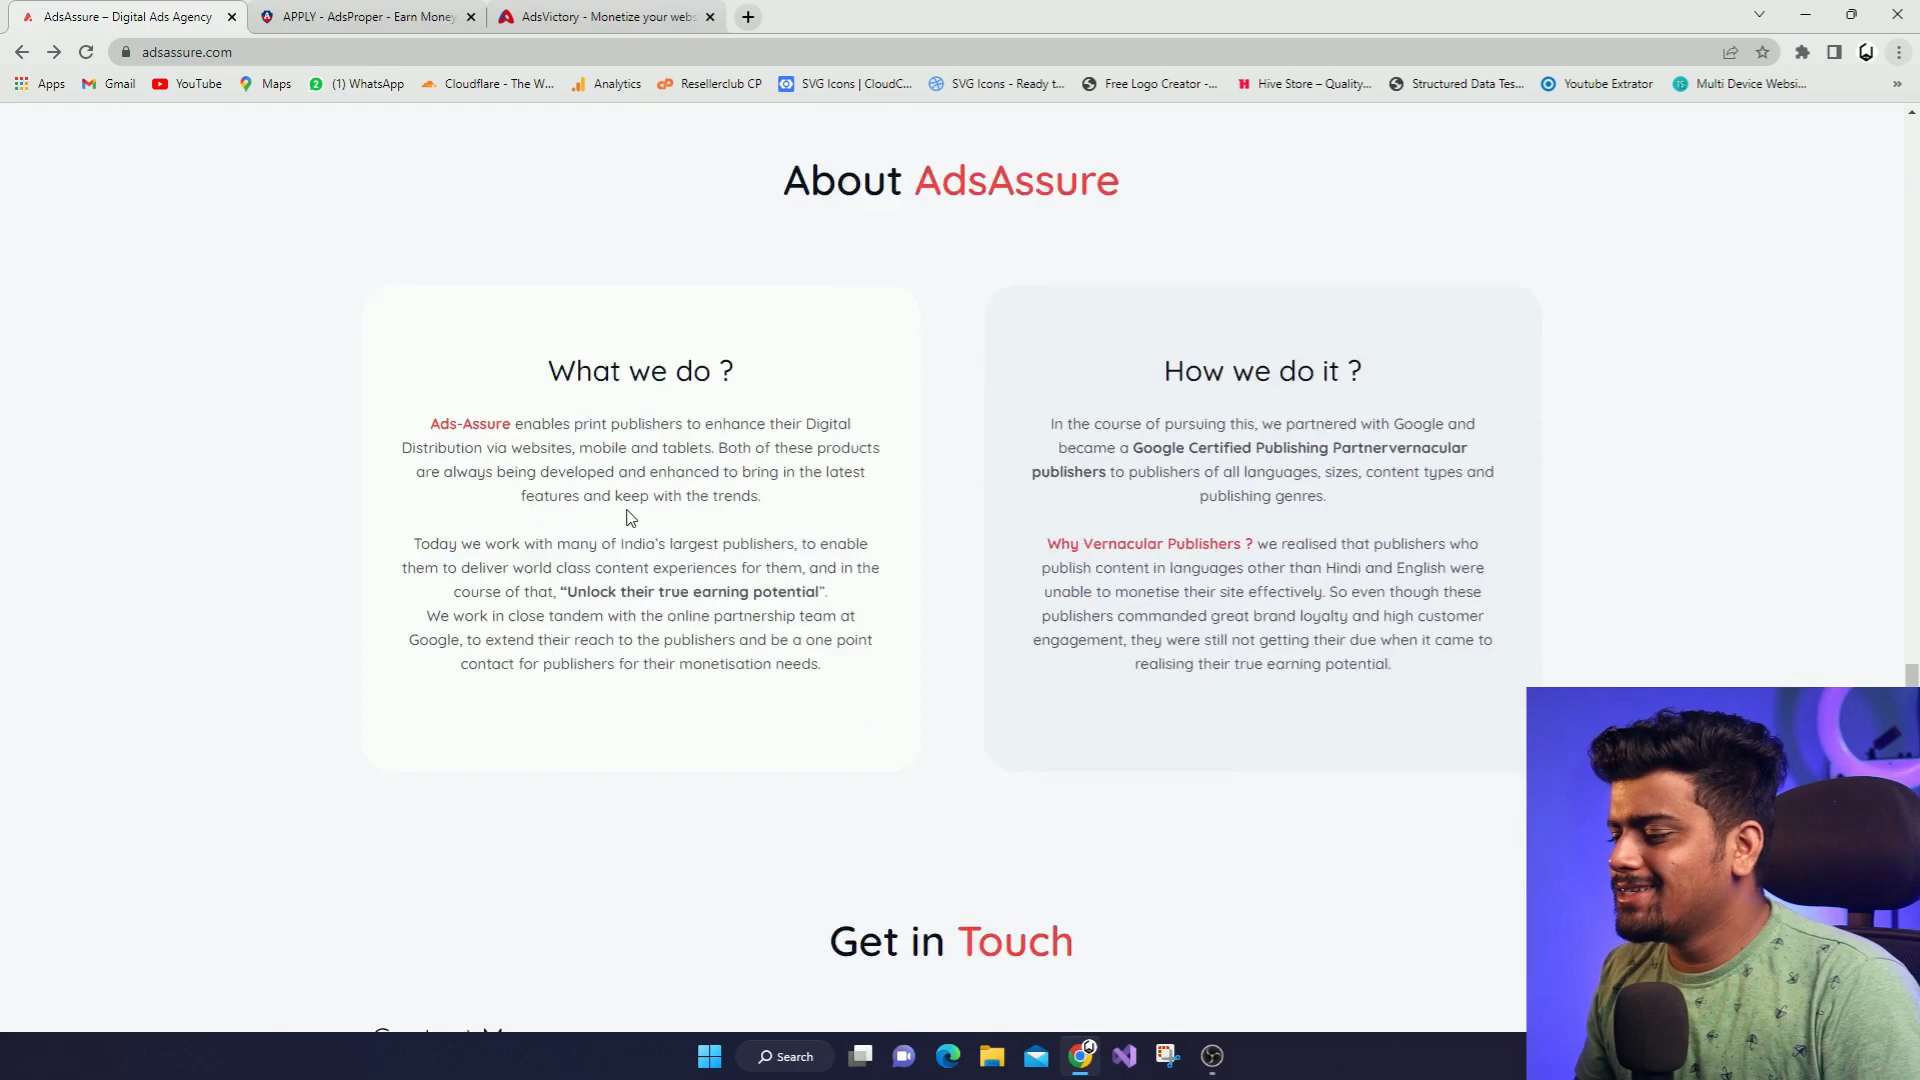 AdsAssure – Digital Ads Agency
APPLY - AdsProper - Earn Money
AdsVictory - Monetize your webs
adsassure.com
Apps
Gmail
YouTube
Maps
(1) WhatsApp
Cloudflare - The W...
Analytics
Resellerclub CP
SVG Icons | CloudC...
SVG Icons - Ready t...
Free Logo Creator -...
Hive Store – Quality...
Structured Data Tes...
Youtube Extrator
Multi Device Websi...
»
About AdsAssure
What we do ?
Ads-Assure enables print publishers to enhance their Digital
Distribution via websites, mobile and tablets. Both of these products
are always being developed and enhanced to bring in the latest
features and keep with the trends.
Today we work with many of India's largest publishers, to enable
them to deliver world class content experiences for them, and in the
course of that, “Unlock their true earning potential”.
We work in close tandem with the online partnership team at
Google, to extend their reach to the publishers and be a one point
contact for publishers for their monetisation needs.
How we do it ?
In the course of pursuing this, we partnered with Google and
became a Google Certified Publishing Partnervernacular
publishers to publishers of all languages, sizes, content types and
publishing genres.
Why Vernacular Publishers ? we realised that publishers who
publish content in languages other than Hindi and English were
unable to monetise their site effectively. So even though these
publishers commanded great brand loyalty and high customer
engagement, they were still not getting their due when it came to
realising their true earning potential.
Get in Touch
Search